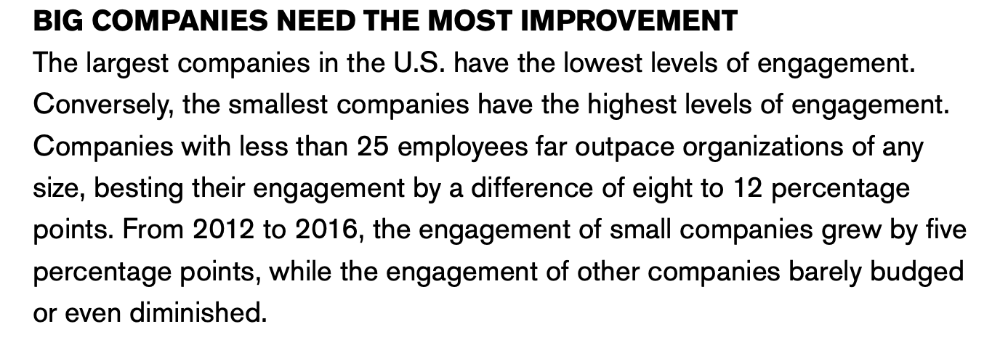 BIG COMPANIES NEED THE MOST IMPROVEMENT
The largest companies in the U.S. have the lowest levels of engagement.
Conversely, the smallest companies have the highest levels of engagement.
Companies with less than 25 employees far outpace organizations of any
size, besting their engagement by a difference of eight to 12 percentage
points. From 2012 to 2016, the engagement of small companies grew by five
percentage points, while the engagement of other companies barely budged
or even diminished.